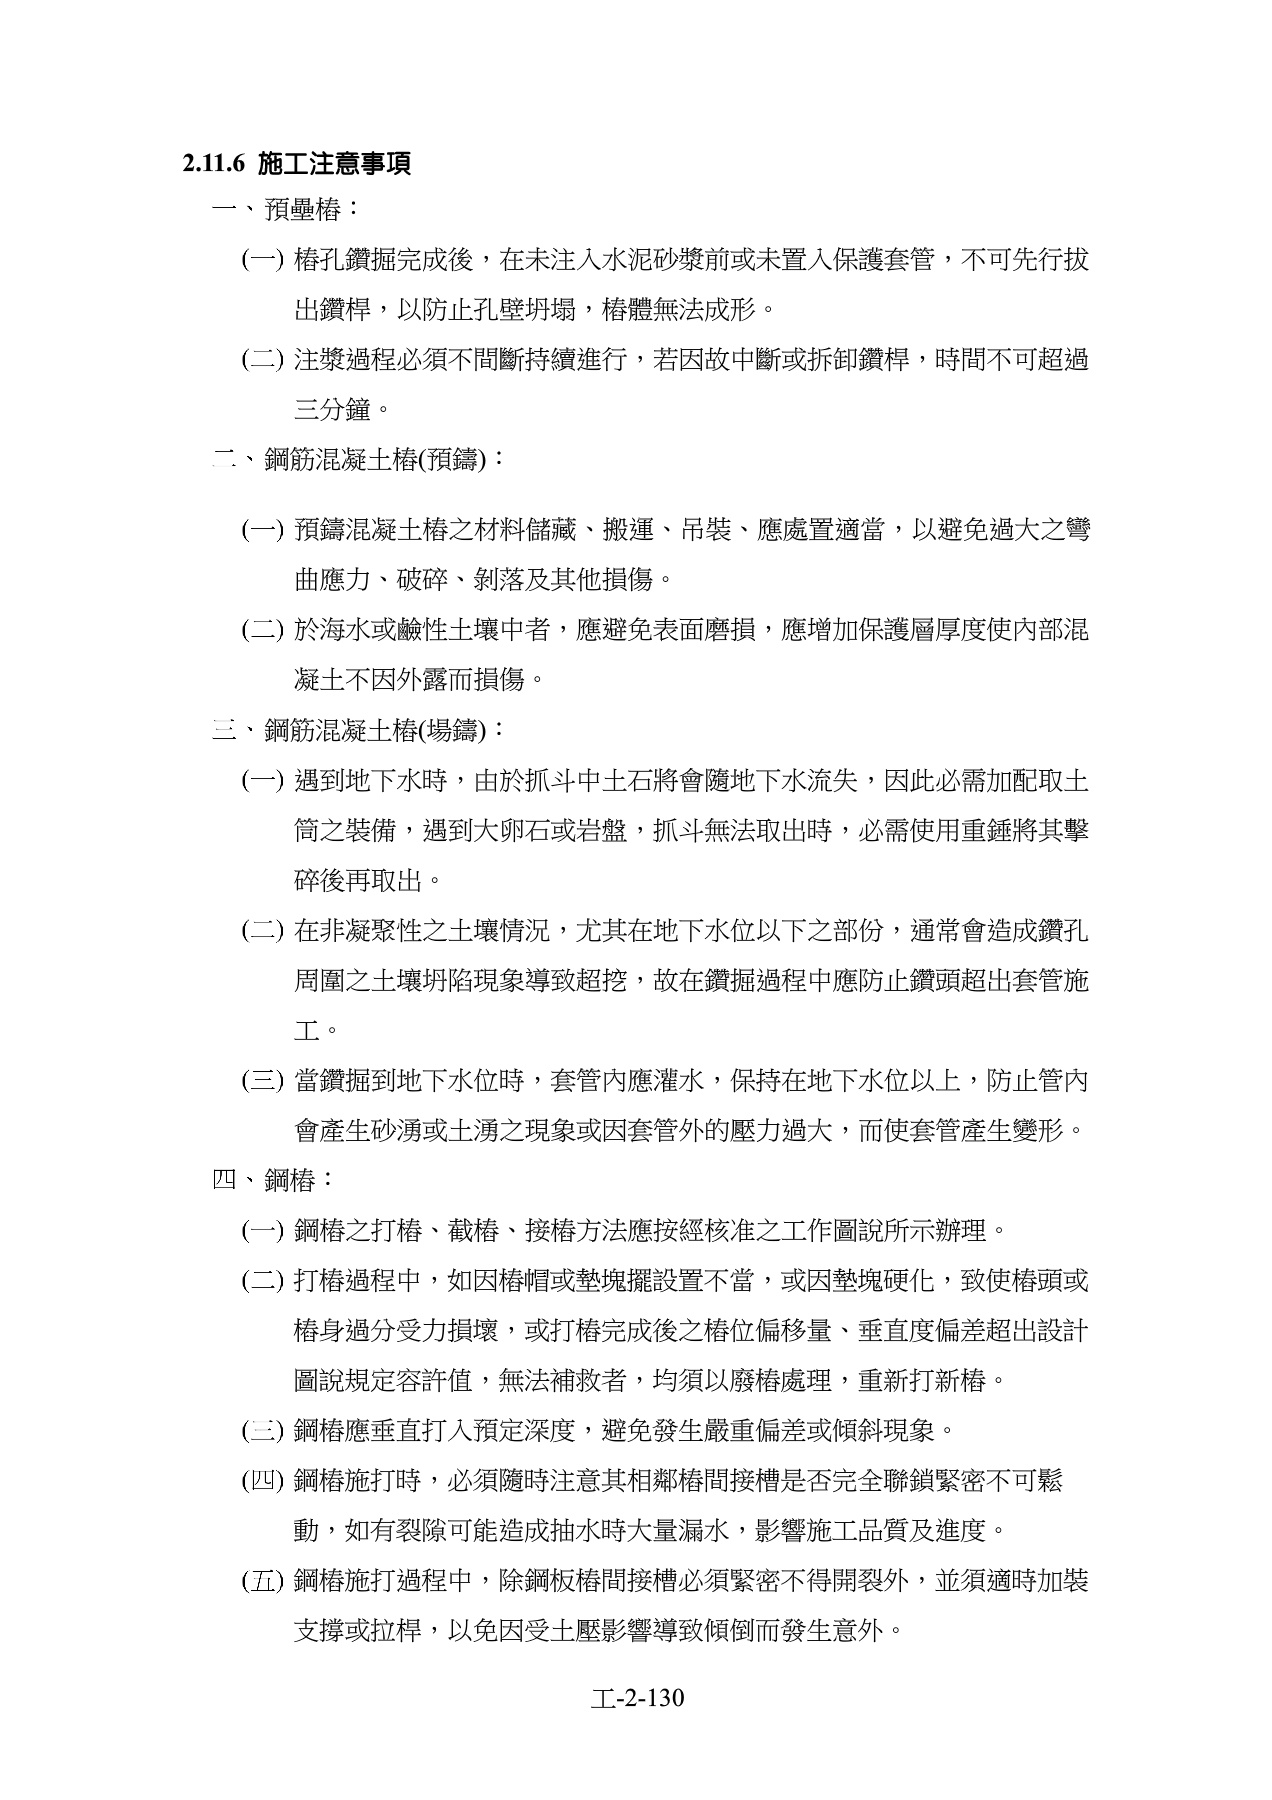 2.11.6 施工注意事項
一、預壘樁：
(一) 樁孔鑽掘完成後，在未注入水泥砂漿前或未置入保護套管，不可先行拔
出鑽桿，以防止孔壁坍塌，樁體無法成形。
(二) 注漿過程必須不間斷持續進行，若因故中斷或拆卸鑽桿，時間不可超過
三分鐘。
二、鋼筋混凝土樁(預鑄)：
(一) 預鑄混凝土樁之材料儲藏、搬運、吊裝、應處置適當，以避免過大之彎
曲應力、破碎、剝落及其他損傷。
(二) 於海水或鹼性土壤中者，應避免表面磨損，應增加保護層厚度使內部混
凝土不因外露而損傷。
三、鋼筋混凝土樁(場鑄)：
(一) 遇到地下水時，由於抓斗中土石將會隨地下水流失，因此必需加配取土
筒之裝備，遇到大卵石或岩盤，抓斗無法取出時，必需使用重錘將其擊
碎後再取出。
(二) 在非凝聚性之土壤情況，尤其在地下水位以下之部份，通常會造成鑽孔
周圍之土壤坍陷現象導致超挖，故在鑽掘過程中應防止鑽頭超出套管施
工。
(三) 當鑽掘到地下水位時，套管內應灌水，保持在地下水位以上，防止管內
會產生砂湧或土湧之現象或因套管外的壓力過大，而使套管產生變形。
四、鋼樁：
(一) 鋼樁之打樁、截樁、接樁方法應按經核准之工作圖說所示辦理。
(二) 打樁過程中，如因樁帽或墊塊擺設置不當，或因墊塊硬化，致使樁頭或
樁身過分受力損壞，或打樁完成後之樁位偏移量、垂直度偏差超出設計
圖說規定容許值，無法補救者，均須以廢樁處理，重新打新樁。
(三) 鋼樁應垂直打入預定深度，避免發生嚴重偏差或傾斜現象。
(四) 鋼樁施打時，必須隨時注意其相鄰樁間接槽是否完全聯鎖緊密不可鬆
動，如有裂隙可能造成抽水時大量漏水，影響施工品質及進度。
(五) 鋼樁施打過程中，除鋼板樁間接槽必須緊密不得開裂外，並須適時加裝
支撐或拉桿，以免因受土壓影響導致傾倒而發生意外。
工-2-130